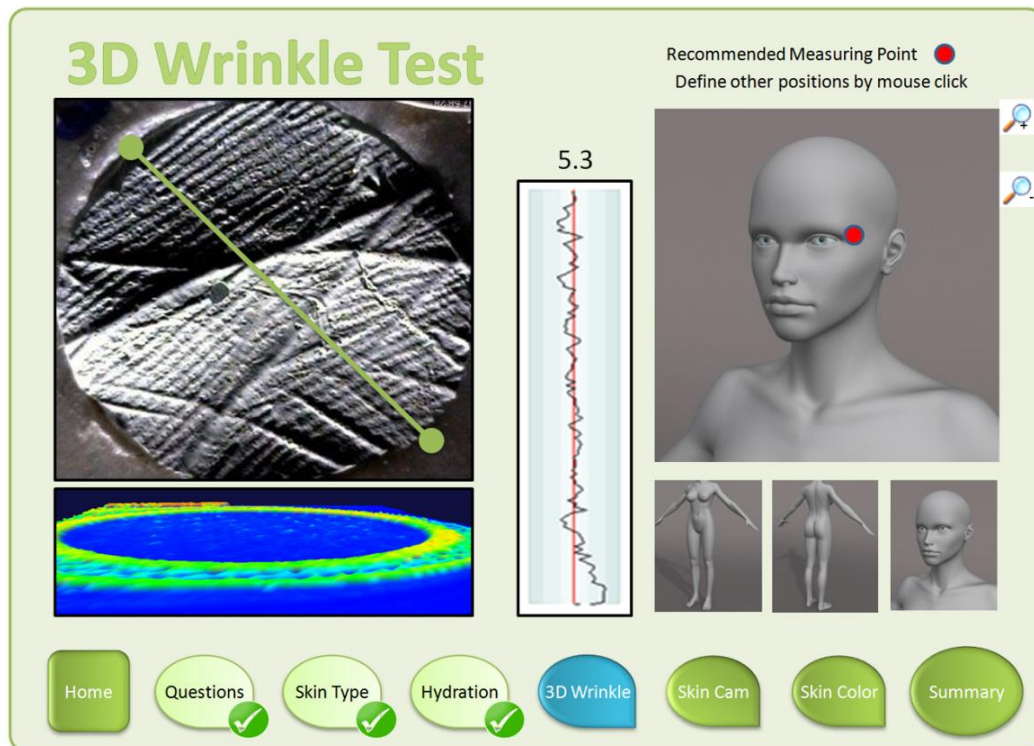 3D Wrinkle Test
Recommended Measuring Point
Define other positions by mouse click
5.3
Home
Questions
Skin Type
Hydration
3D Wrinkle
Skin Cam
Skin Color
Summary